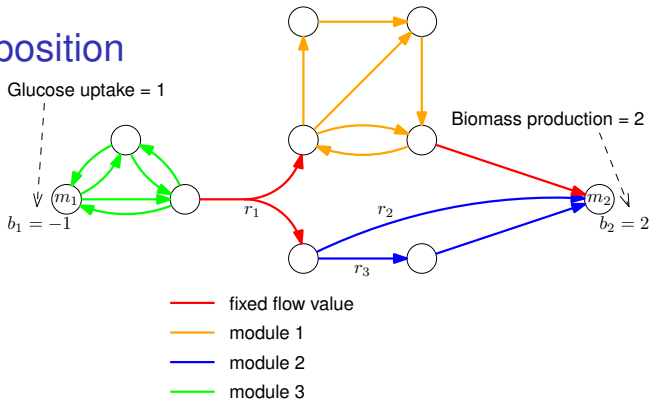 position
Glucose uptake = 1
Biomass production = 2
m₁
b₁ = −1
r₁
r₂
r₃
m₂
b₂ = 2
fixed flow value
module 1
module 2
module 3